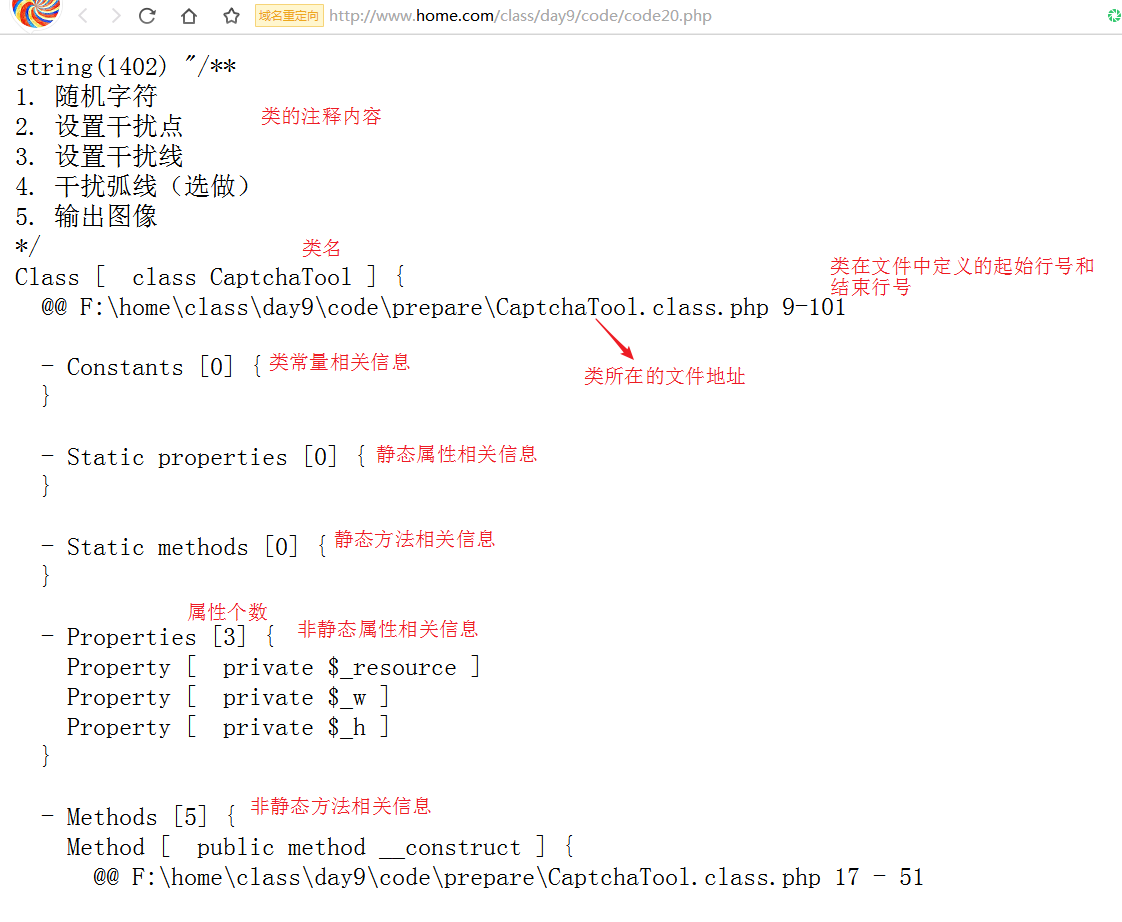 域名重定向 http://www.home.com/class/day9/code/code20.php
string(1402) "/**
1. 随机字符
类的注释内容
2. 设置干扰点
3. 设置干扰线
4. 干扰弧线（选做）
5. 输出图像
*/
类名
Class [  class CaptchaTool ] {
类在文件中定义的起始行号和
结束行号
@@ F:\home\class\day9\code\prepare\CaptchaTool.class.php 9-101
- Constants [0] { 类常量相关信息
类所在的文件地址
}
- Static properties [0] { 静态属性相关信息
}
- Static methods [0] { 静态方法相关信息
}
属性个数
- Properties [3] { 非静态属性相关信息
Property [  private $_resource ]
Property [  private $_w ]
Property [  private $_h ]
}
- Methods [5] { 非静态方法相关信息
Method [  public method __construct ] {
@@ F:\home\class\day9\code\prepare\CaptchaTool.class.php 17 - 51